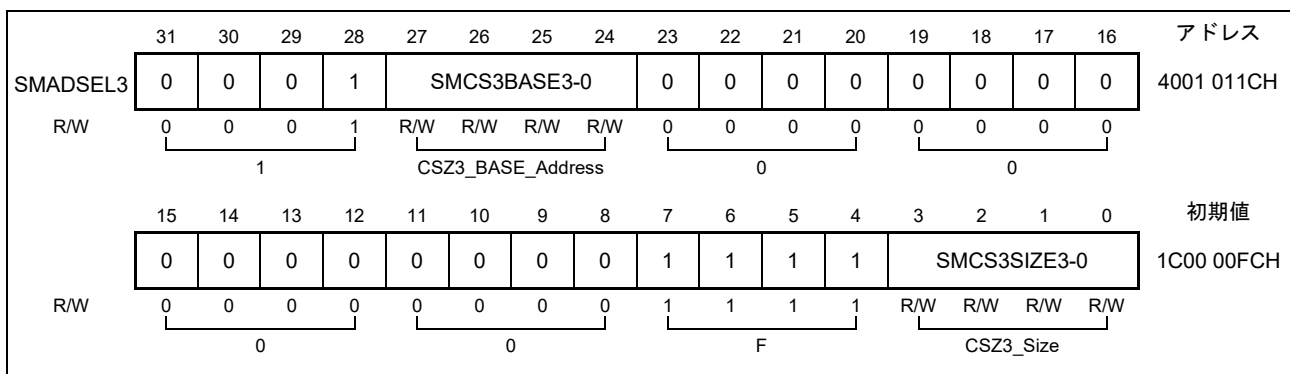 31 30 29 28 27 26 25 24 23 22 21 20 19 18 17 16 アドレス
SMADSEL3 0 0 0 1 SMCS3BASE3-0 0 0 0 0 0 0 0 0 4001 011CH
R/W 0 0 0 1 R/W R/W R/W R/W 0 0 0 0 0 0 0 0
1 CSZ3_BASE_Address 0 0
15 14 13 12 11 10 9 8 7 6 5 4 3 2 1 0 初期値
0 0 0 0 0 0 0 0 1 1 1 1 SMCS3SIZE3-0 1C00 00FCH
R/W 0 0 0 0 0 0 0 0 1 1 1 1 R/W R/W R/W R/W
0 0 F CSZ3_Size